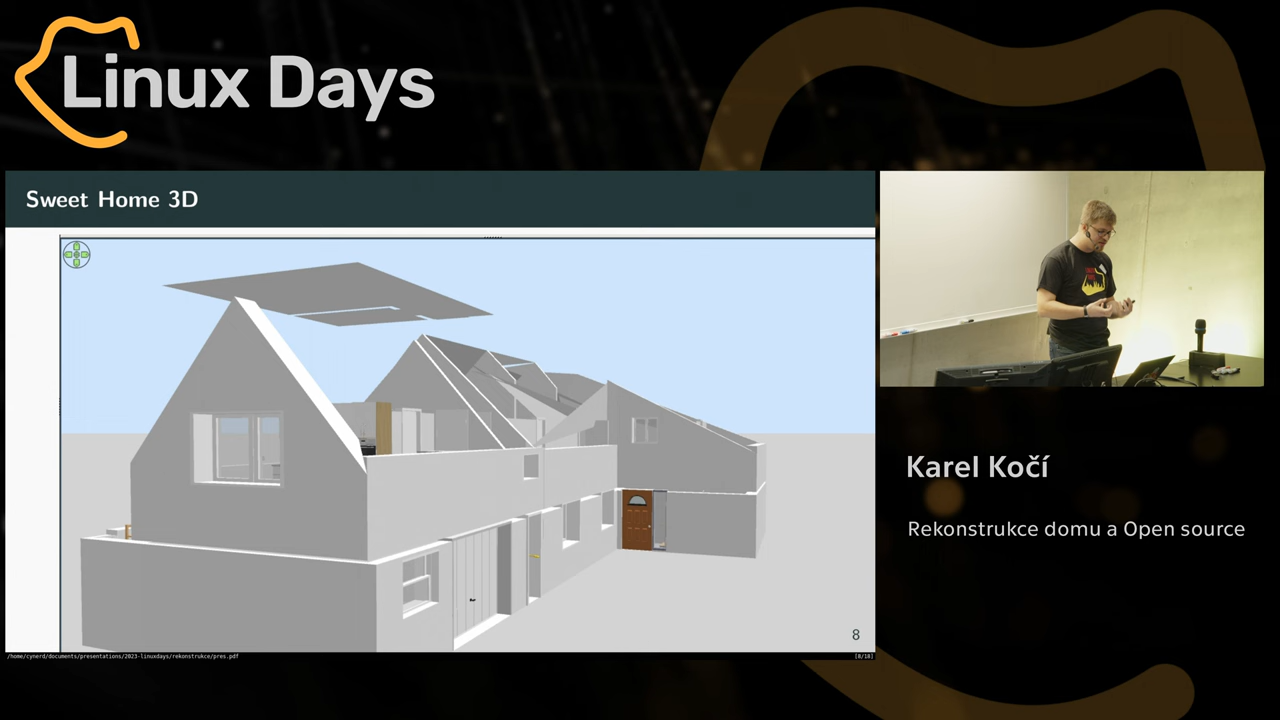 Linux Days
Sweet Home 3D
8
/home/cynerd/documents/presentations/2023-linuxdays/rekonstrukce/pres.pdf
[8/18]
Karel Kočí
Rekonstrukce domu a Open source